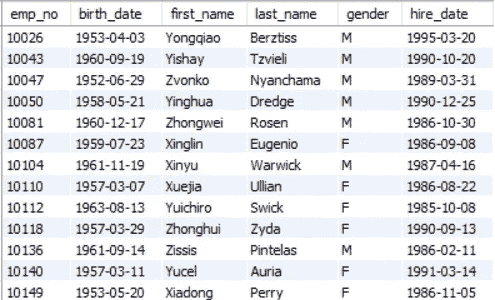 emp_no birth_date first_name last_name gender hire_date
10026 1953-04-03 Yongqiao Berztiss M 1995-03-20
10043 1960-09-19 Yishay Tzvieli M 1990-10-20
10047 1952-06-29 Zvonko Nyanchama M 1989-03-31
10050 1958-05-21 Yinghua Dredge M 1990-12-25
10081 1960-12-17 Zhongwei Rosen M 1986-10-30
10087 1959-07-23 Xinglin Eugenio F 1986-09-08
10104 1961-11-19 Xinyu Warwick M 1987-04-16
10110 1957-03-07 Xuejia Ullian F 1986-08-22
10112 1963-08-13 Yuichiro Swick F 1985-10-08
10118 1957-03-29 Zhonghui Zyda F 1990-09-13
10136 1961-09-14 Zissis Pintelas M 1986-02-11
10140 1957-03-11 Yucel Auria F 1991-03-14
10149 1953-05-20 Xiadong Perry F 1986-11-05